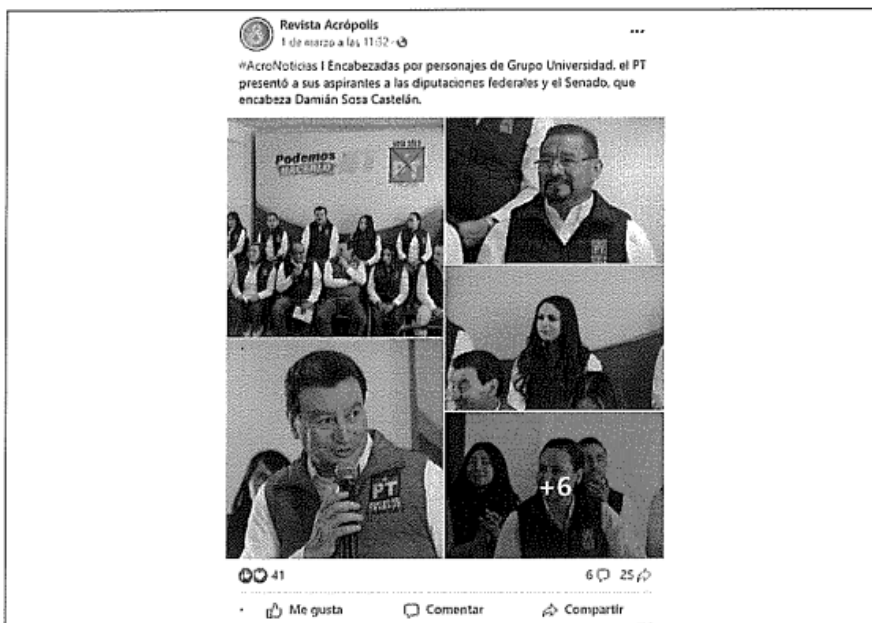 Revista Acrópolis
1 de marzo a las 11:52
#AcroNoticias I Encabezadas por personajes de Grupo Universidad, el PT
presentó a sus aspirantes a las diputaciones federales y el Senado, que
encabeza Damián Sosa Castelán.
Podemos
HACERLO
PT
PT
+6
41
6
25
Me gusta
Comentar
Compartir